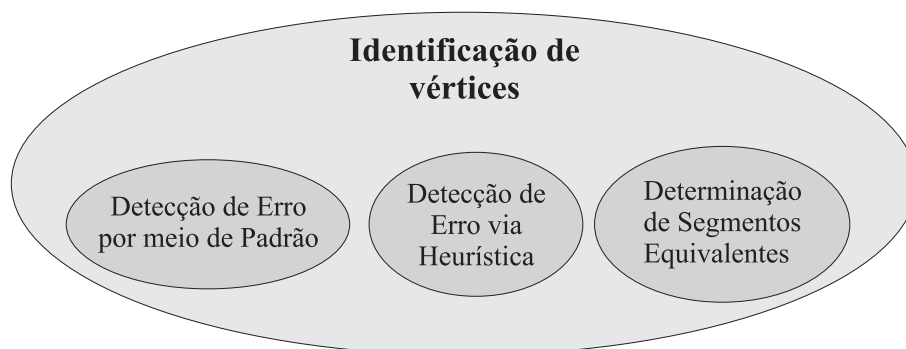 Identificação de
vértices
Detecção de Erro
por meio de Padrão
Detecção de
Erro via
Heurística
Determinação
de Segmentos
Equivalentes